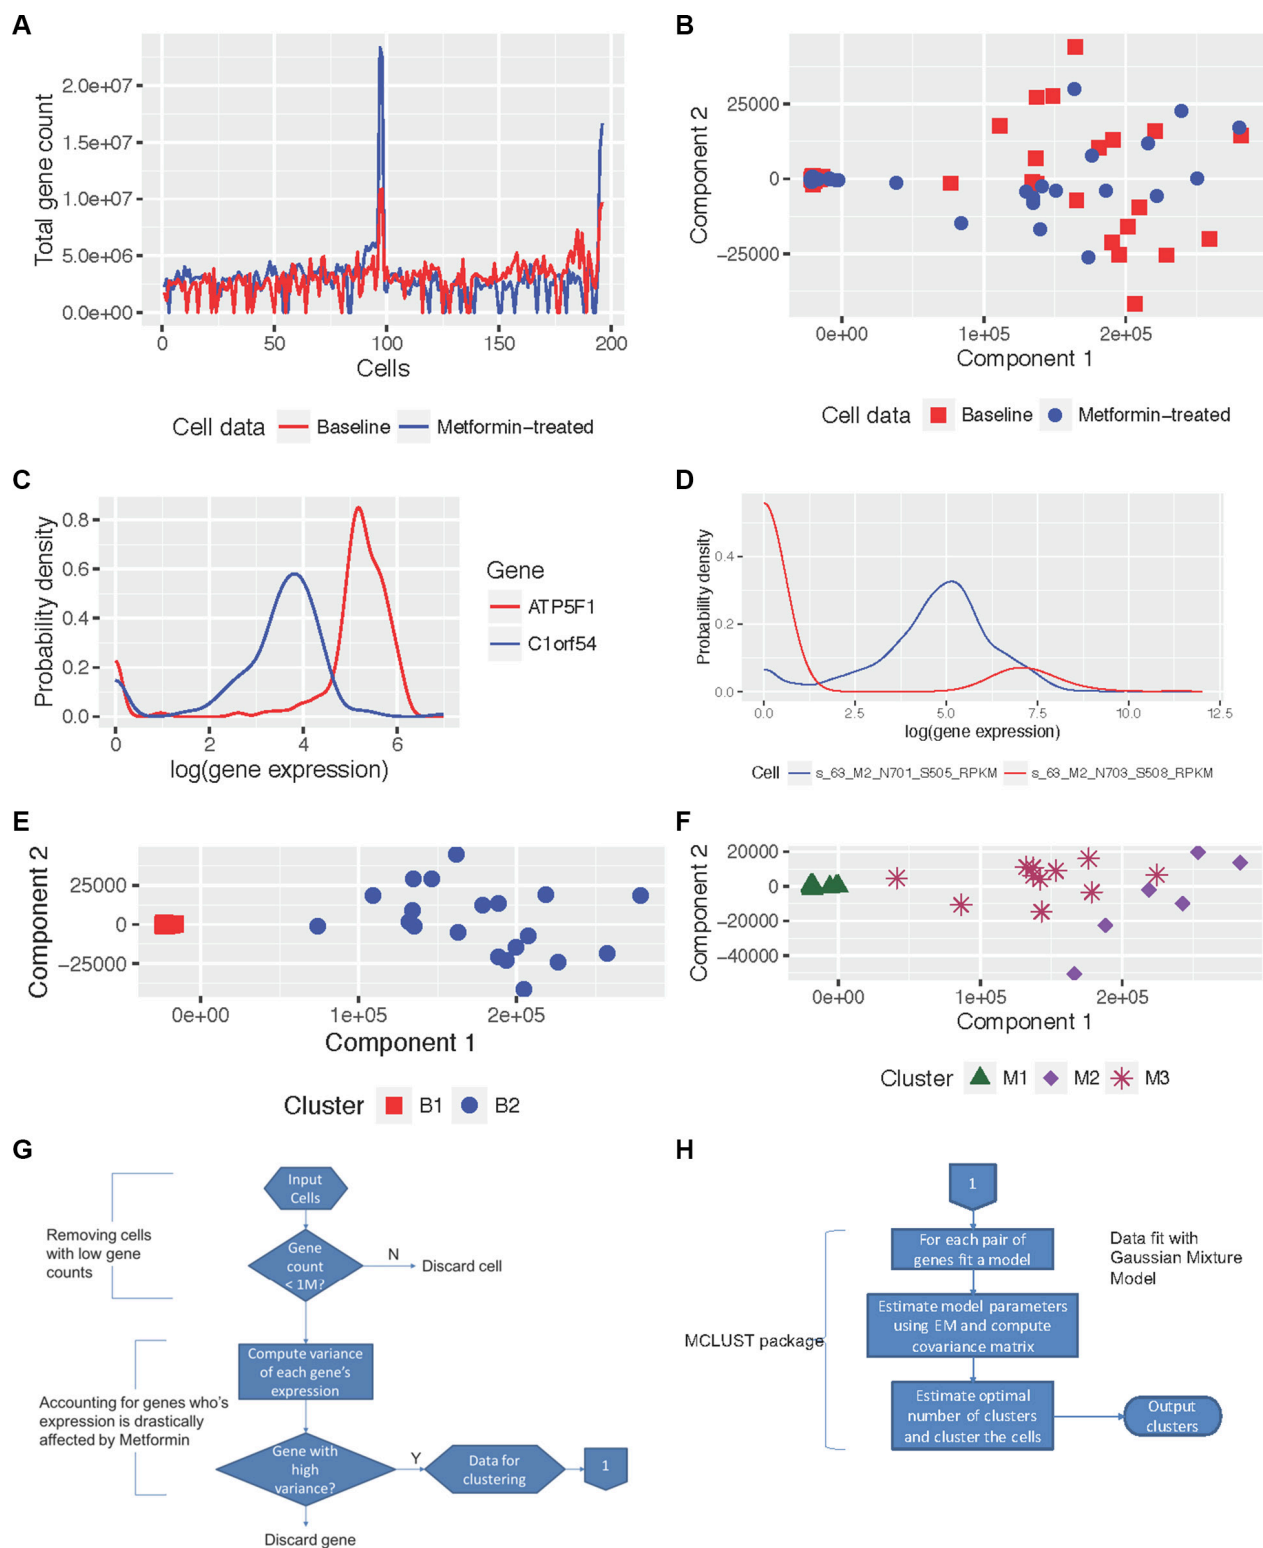 A
Total gene count
2.0e+07
1.5e+07
1.0e+07
5.0e+06
0.0e+00
0 50 100 150 200
Cells
Cell data Baseline Metformin-treated
B
Component 2
25000
0
−25000
0e+00 1e+05 2e+05
Component 1
Cell data Baseline Metformin-treated
C
Probability density
0.8
0.6
0.4
0.2
0.0
0 2 4 6
log(gene expression)
Gene
ATP5F1
C1orf54
D
Probability density
0.4
0.2
0.0
0.0 2.5 5.0 7.5 10.0 12.5
log(gene expression)
Cell s_63_M2_N701_S505_RPKM s_63_M2_N703_S508_RPKM
E
Component 2
25000
0
−25000
0e+00 1e+05 2e+05
Component 1
Cluster B1 B2
F
Component 2
20000
0
−20000
−40000
0e+00 1e+05 2e+05
Component 1
Cluster M1 M2 M3
G
Removing cells
with low gene
counts
Input
Cells
Gene
count
< 1M?
N
Discard cell
Accounting for genes who's
expression is drastically
affected by Metformin
Compute variance
of each gene's
expression
Gene with
high
variance?
Y
Data for
clustering
1
Discard gene
H
1
MCLUST package
For each pair of
genes fit a model
Data fit with
Gaussian Mixture
Model
Estimate model parameters
using EM and compute
covariance matrix
Estimate optimal
number of clusters
and cluster the cells
Output
clusters